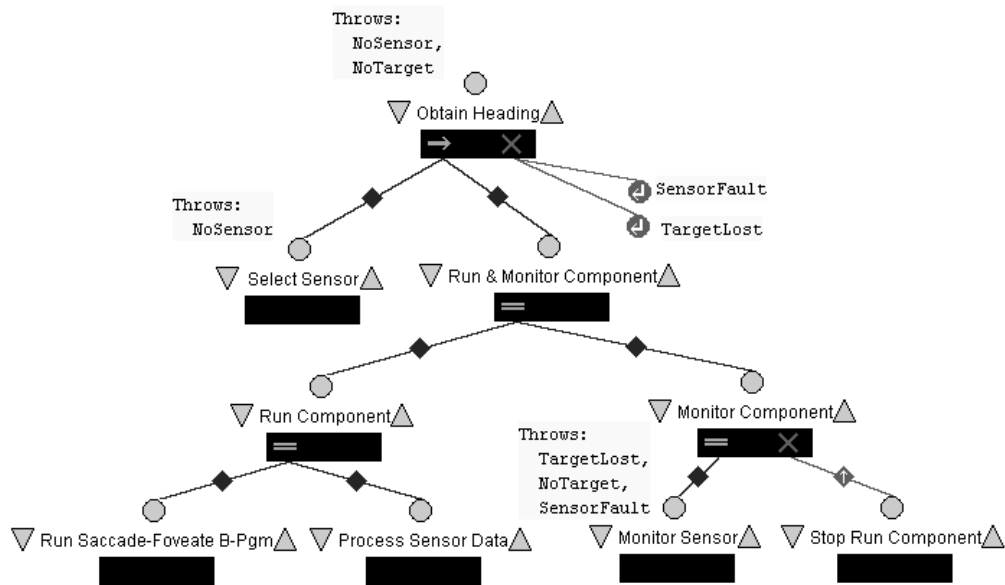 Throws:
NoSensor,
NoTarget
Obtain Heading
SensorFault
TargetLost
Throws:
NoSensor
Select Sensor
Run & Monitor Component
Run Component
Monitor Component
Throws:
TargetLost,
NoTarget,
SensorFault
Run Saccade-Foveate B-Pgm
Process Sensor Data
Monitor Sensor
Stop Run Component